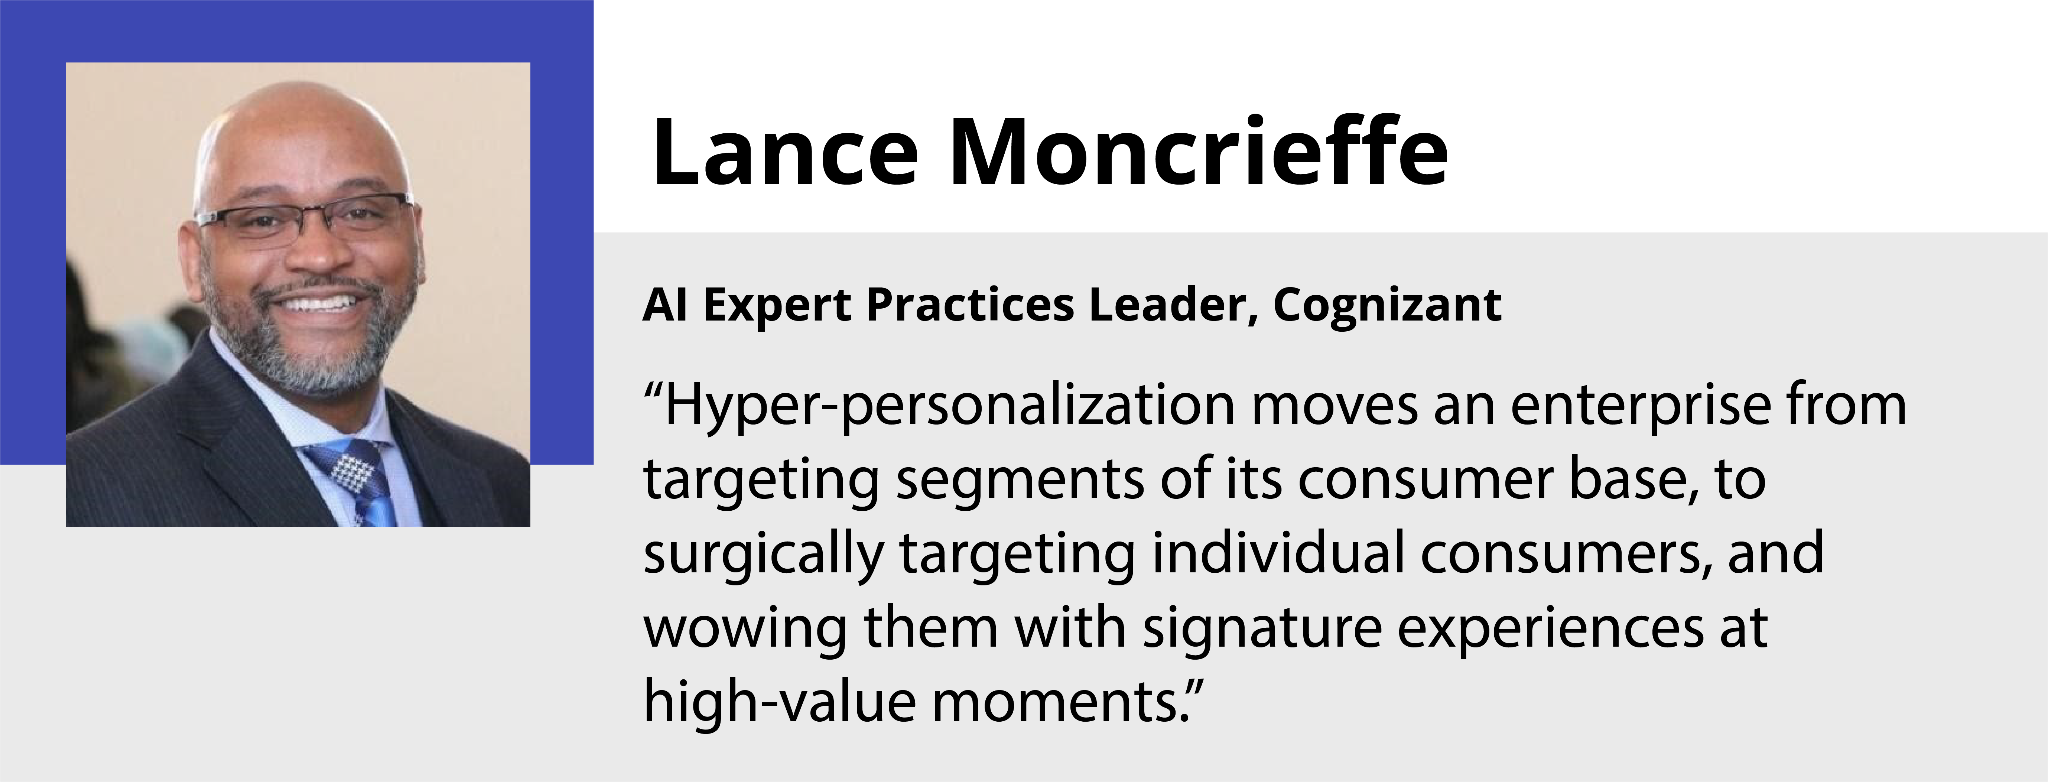 Lance Moncrieffe
AI Expert Practices Leader, Cognizant
“Hyper-personalization moves an enterprise from
targeting segments of its consumer base, to
surgically targeting individual consumers, and
wowing them with signature experiences at
high-value moments.”